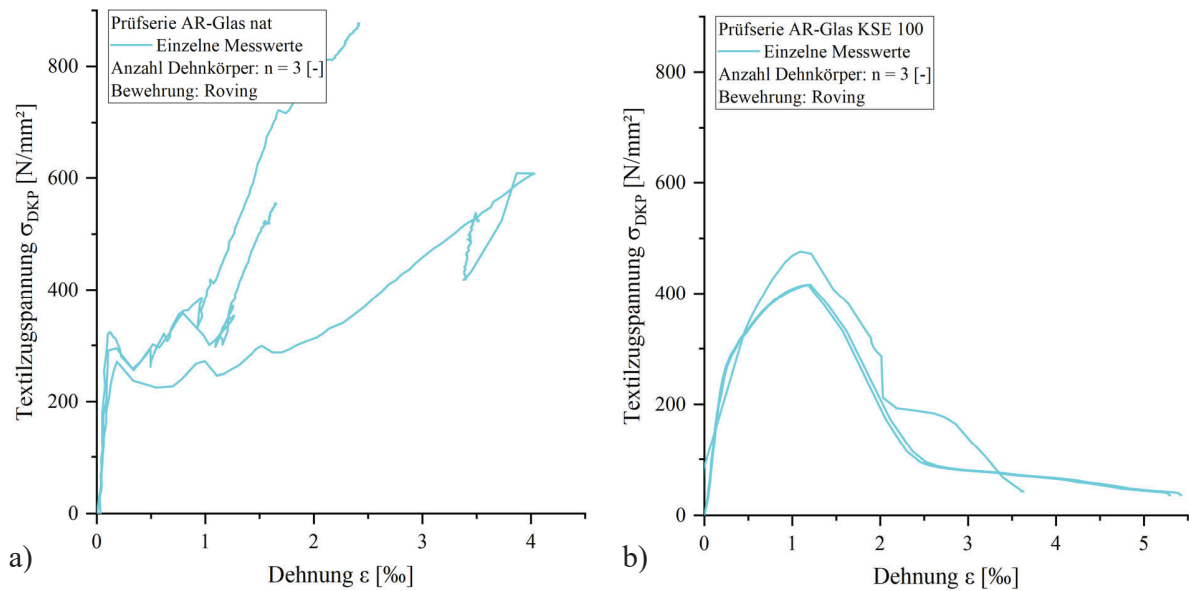 Prüfserie AR-Glas nat
Einzelne Messwerte
Anzahl Dehnkörper: n = 3 [-]
Bewehrung: Roving
Textilzugspannung σDKP [N/mm²]
800
600
400
200
0
0 1 2 3 4
Dehnung ε [‰]
a)
Prüfserie AR-Glas KSE 100
Einzelne Messwerte
Anzahl Dehnkörper: n = 3 [-]
Bewehrung: Roving
Textilzugspannung σDKP [N/mm²]
800
600
400
200
0
0 1 2 3 4 5
Dehnung ε [‰]
b)